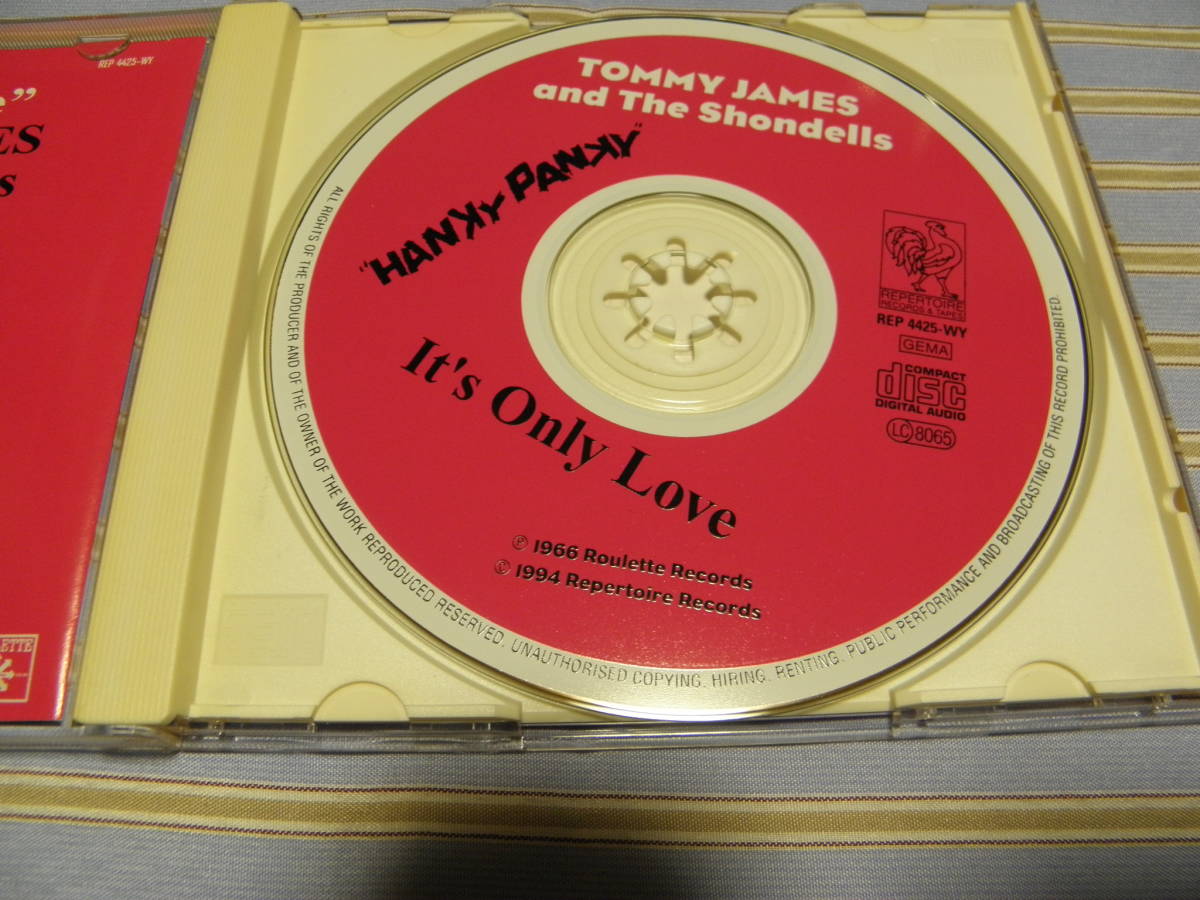 REP 4425-WY
e”
ES
s
TOMMY JAMES
and The Shondells
"HANKY PANKY"
It's Only Love
REPERTOIRE
RECORDS & TAPES
REP 4425-WY
GEMA
COMPACT
disc
DIGITAL AUDIO
LC 8065
℗ 1966 Roulette Records
© 1994 Repertoire Records
ALL RIGHTS OF THE PRODUCER AND OF THE OWNER OF THE WORK REPRODUCED RESERVED. UNAUTHORISED COPYING. HIRING. RENTING. PUBLIC PERFORMANCE AND BROADCASTING OF THIS RECORD PROHIBITED.
ETTE